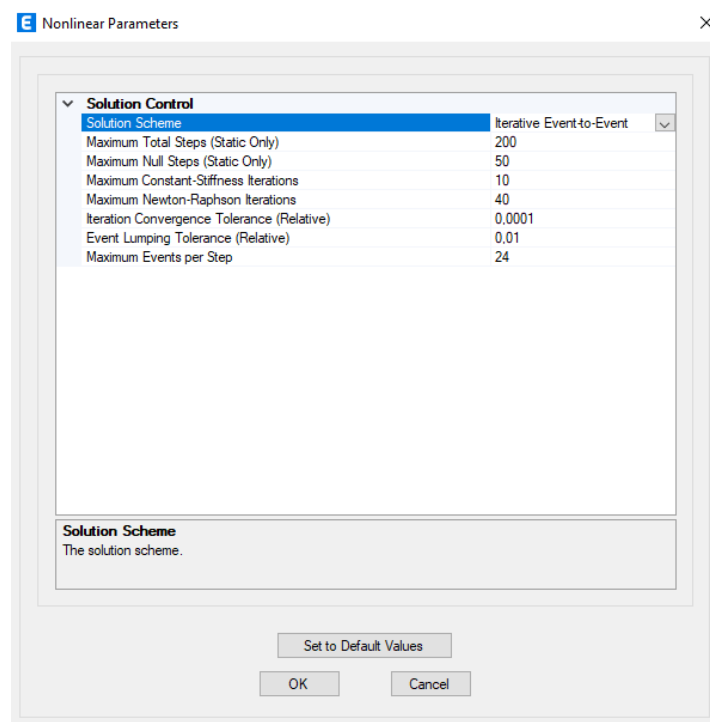 E Nonlinear Parameters
Solution Control
Solution Scheme Iterative Event-to-Event
Maximum Total Steps (Static Only) 200
Maximum Null Steps (Static Only) 50
Maximum Constant-Stiffness Iterations 10
Maximum Newton-Raphson Iterations 40
Iteration Convergence Tolerance (Relative) 0,0001
Event Lumping Tolerance (Relative) 0,01
Maximum Events per Step 24
Solution Scheme
The solution scheme.
Set to Default Values
OK Cancel